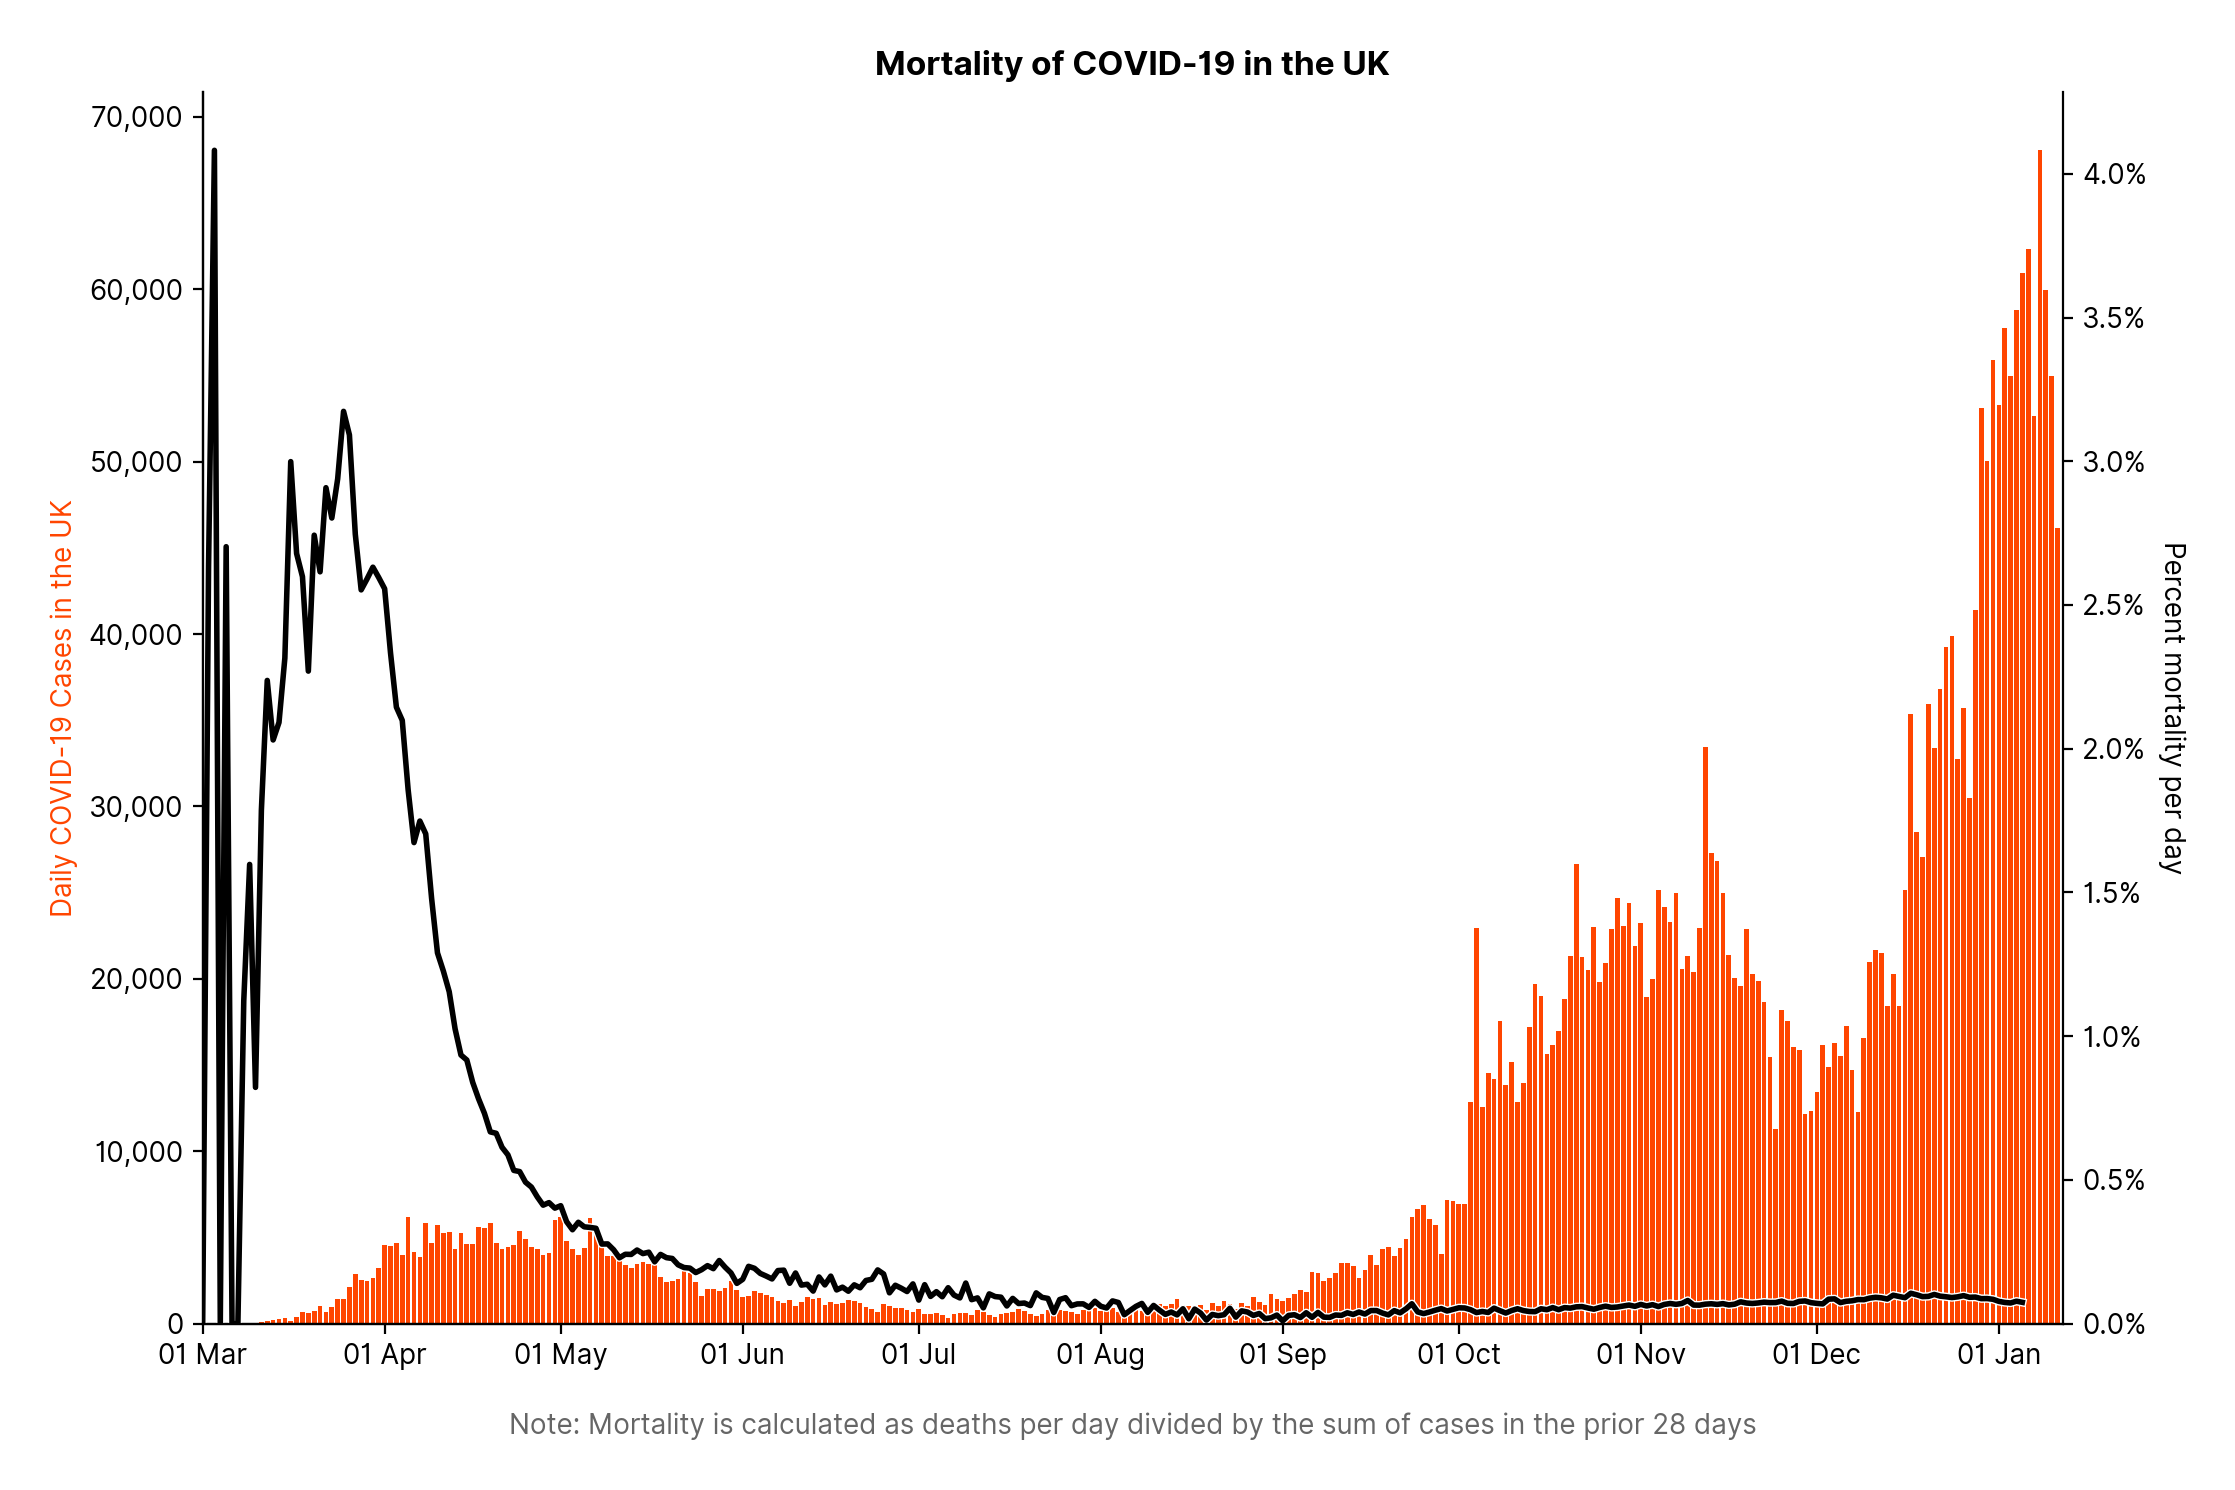 Mortality of COVID-19 in the UK
Daily COVID-19 Cases in the UK
70,000
60,000
50,000
40,000
30,000
20,000
10,000
0
4.0%
3.5%
3.0%
2.5%
2.0%
1.5%
1.0%
0.5%
0.0%
Percent mortality per day
01 Mar
01 Apr
01 May
01 Jun
01 Jul
01 Aug
01 Sep
01 Oct
01 Nov
01 Dec
01 Jan
Note: Mortality is calculated as deaths per day divided by the sum of cases in the prior 28 days